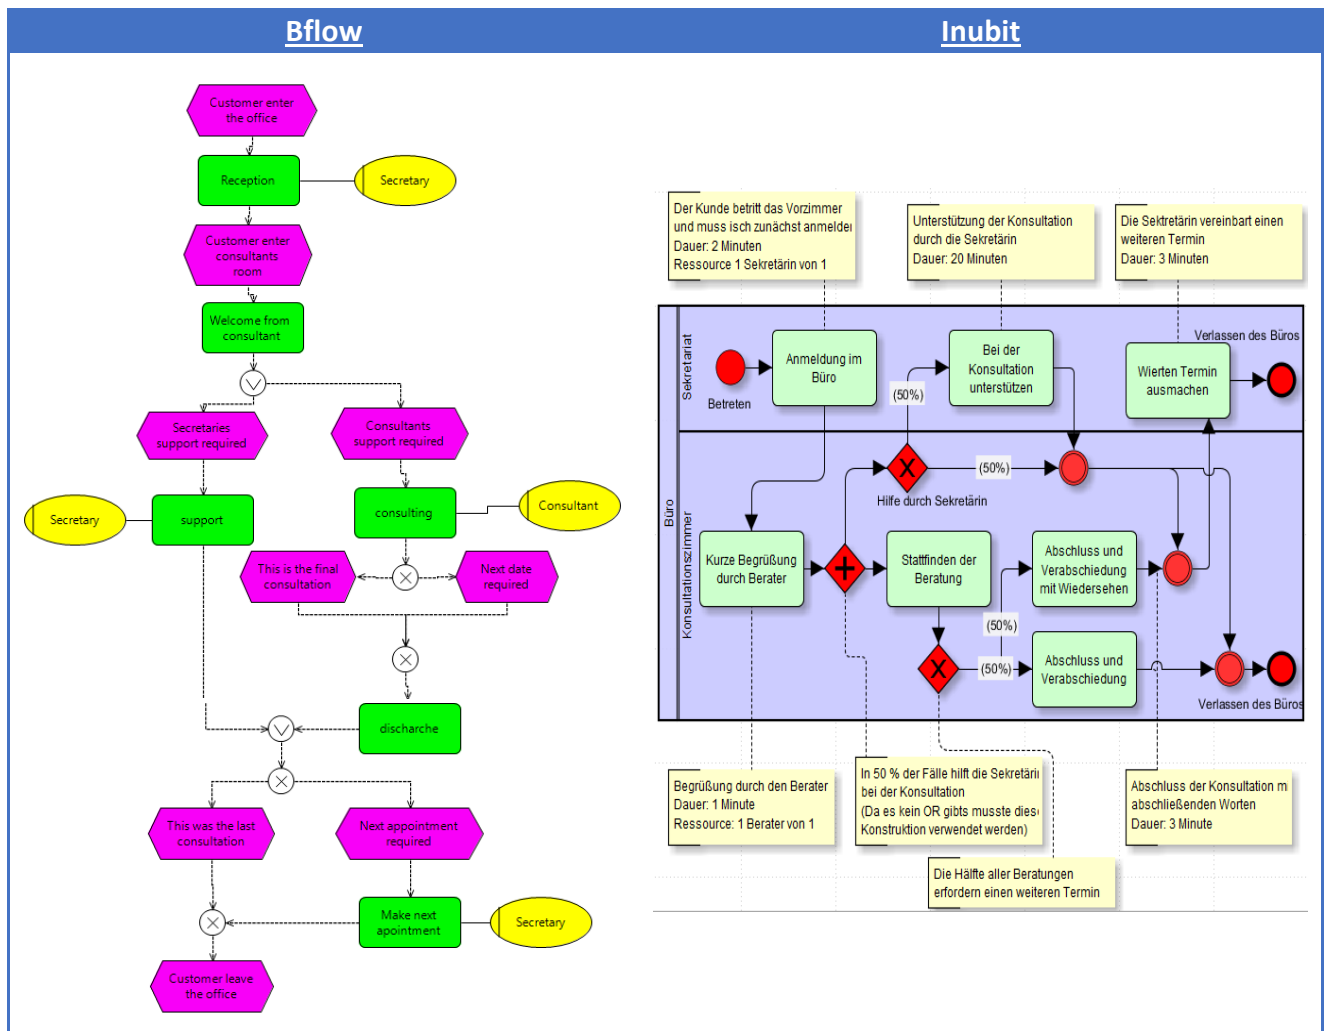 Bflow
Inubit
Customer enter
the office
Reception
Secretary
Customer enter
consultants
room
Welcome from
consultant
Secretaries
support required
Consultants
support required
Secretary
support
consulting
Consultant
This is the final
consultation
Next date
required
discharche
This was the last
consultation
Next appointment
required
Make next
apointment
Secretary
Customer leave
the office
Der Kunde betritt das Vorzimmer
und muss isch zunächst anmelden
Dauer: 2 Minuten
Ressource 1 Sekretärin von 1
Unterstützung der Konsultation
durch die Sekretärin
Dauer: 20 Minuten
Die Sektretärin vereinbart einen
weiteren Termin
Dauer: 3 Minuten
Büro
Sekretariat
Betreten
Anmeldung im
Büro
Bei der
Konsultation
unterstützen
(50%)
Verlassen des Büros
Wierten Termin
ausmachen
Konsultationszimmer
Hilfe durch Sekretärin
(50%)
Kurze Begrüßung
durch Berater
Stattfinden der
Beratung
Abschluss und
Verabschiedung
mit Wiedersehen
(50%)
(50%)
Abschluss und
Verabschiedung
Verlassen des Büros
Begrüßung durch den Berater
Dauer: 1 Minute
Ressource: 1 Berater von 1
In 50 % der Fälle hilft die Sekretärin
bei der Konsultation
(Da es kein OR gibts musste diese
Konstruktion verwendet werden)
Abschluss der Konsultation m
abschließenden Worten
Dauer: 3 Minute
Die Hälfte aller Beratungen
erfordern einen weiteren Termin